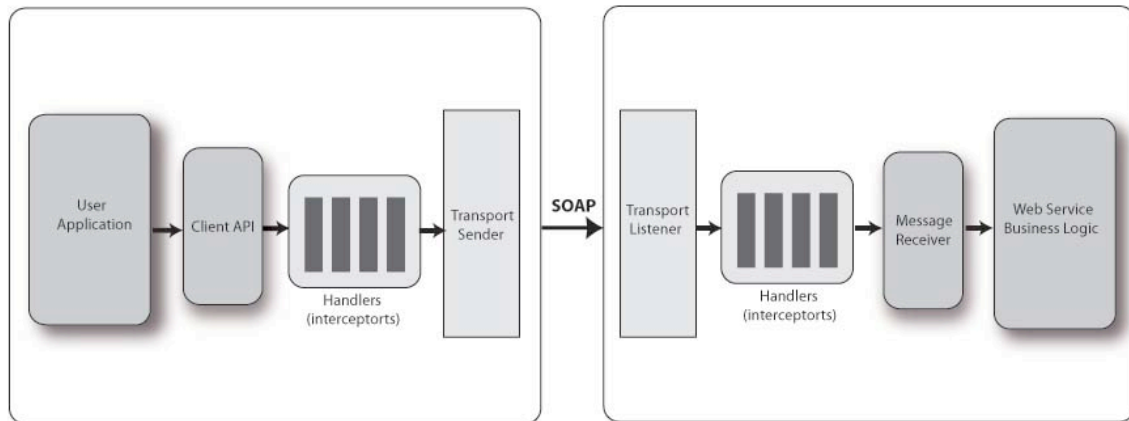 User
Application
Client API
Handlers
(interceptorts)
Transport
Sender
SOAP
Transport
Listener
Handlers
(interceptorts)
Message
Receiver
Web Service
Business Logic